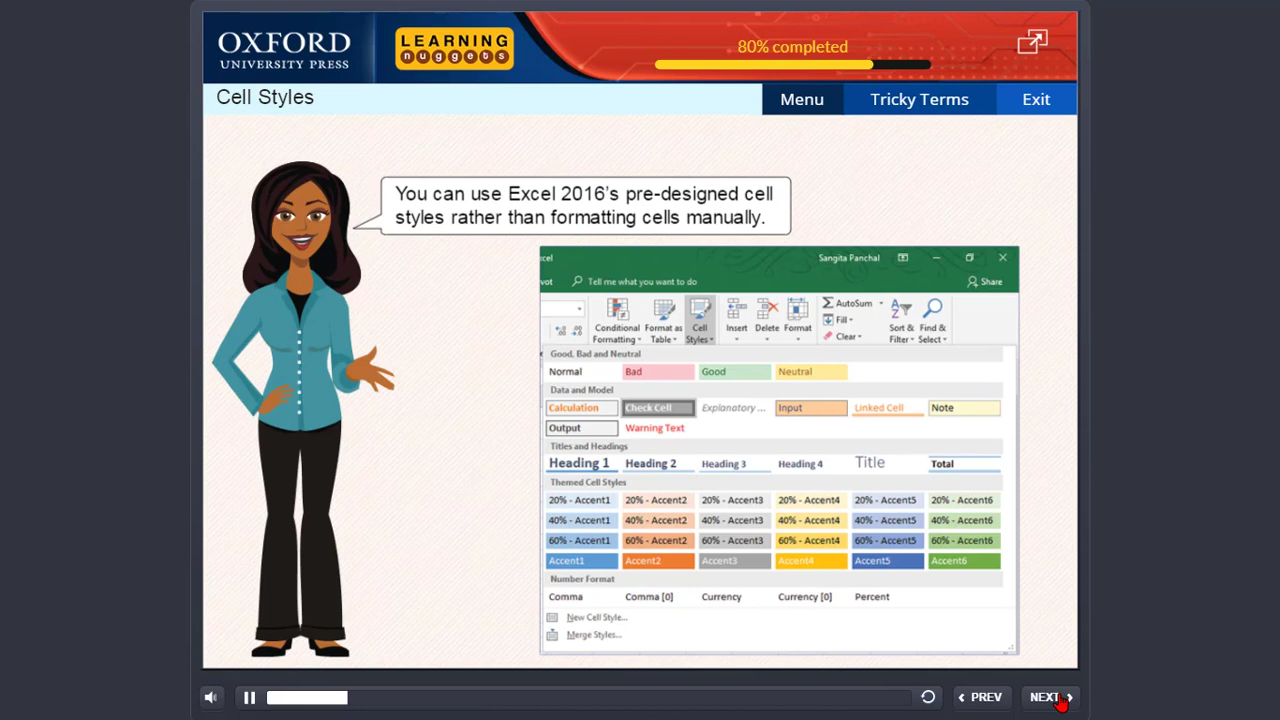 OXFORD
UNIVERSITY PRESS
LEARNING
nuggets
80% completed
Cell Styles
Menu
Tricky Terms
Exit
You can use Excel 2016's pre-designed cell
styles rather than formatting cells manually.
cel
Sangita Panchal
vot
Tell me what you want to do
Share
Conditional Formatting
Format as Table
Cell Styles
Insert
Delete
Format
AutoSum
Fill
Clear
Sort & Filter
Find & Select
Good, Bad and Neutral
Normal Bad Good Neutral
Data and Model
Calculation Check Cell Explanatory ... Input Linked Cell Note
Output Warning Text
Titles and Headings
Heading 1 Heading 2 Heading 3 Heading 4 Title Total
Themed Cell Styles
20% - Accent1 20% - Accent2 20% - Accent3 20% - Accent4 20% - Accent5 20% - Accent6
40% - Accent1 40% - Accent2 40% - Accent3 40% - Accent4 40% - Accent5 40% - Accent6
60% - Accent1 60% - Accent2 60% - Accent3 60% - Accent4 60% - Accent5 60% - Accent6
Accent1 Accent2 Accent3 Accent4 Accent5 Accent6
Number Format
Comma Comma [0] Currency Currency [0] Percent
New Cell Style...
Merge Styles...
PREV
NEXT